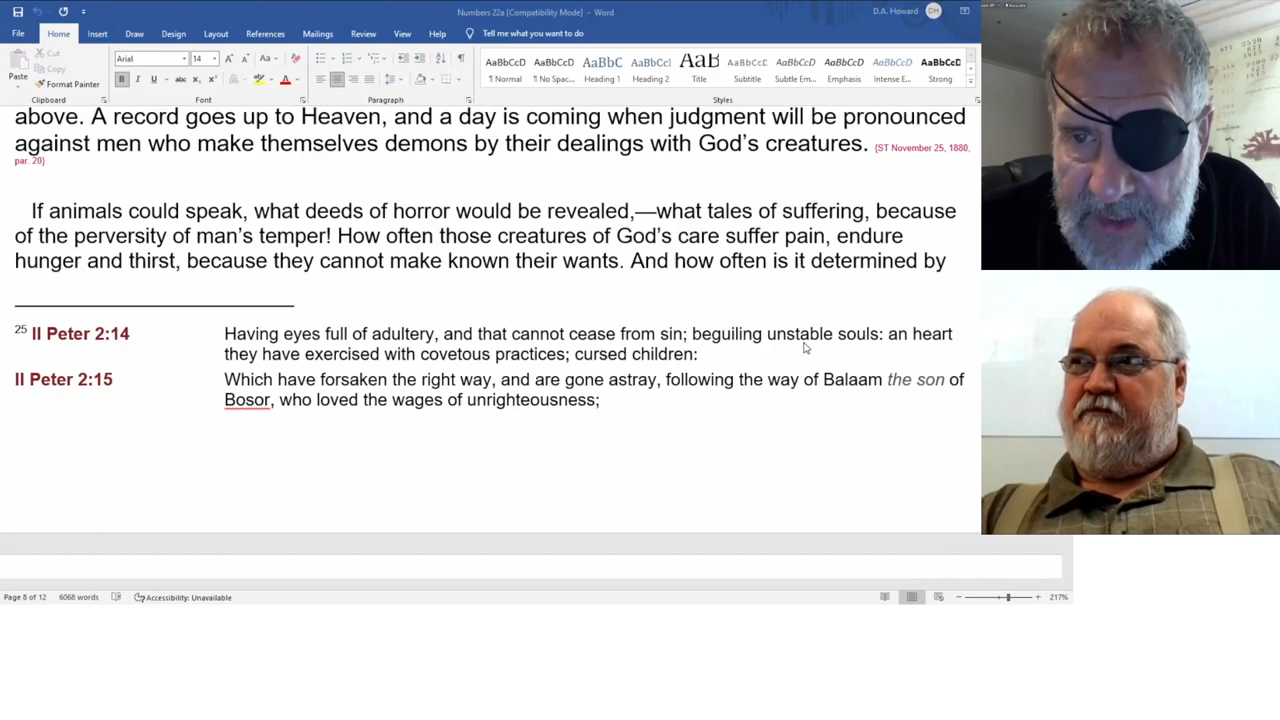 Numbers 22a [Compatibility Mode] - Word
D.A. Howard DH
File Home Insert Draw Design Layout References Mailings Review View Help Tell me what you want to do
Paste Cut Copy Format Painter
Arial 14 Aa
B I U A
AaBbCcD AaBbCcD AaBbC AaBbCcC AaB AaBbCcD AaBbCcD AaBbCcD AaBbCcD AaBbCcD
¶ Normal ¶ No Spac... Heading 1 Heading 2 Title Subtitle Subtle Em... Emphasis Intense E... Strong
Clipboard Font Paragraph Styles
above. A record goes up to Heaven, and a day is coming when judgment will be pronounced
against men who make themselves demons by their dealings with God’s creatures. {ST November 25, 1880,
par. 20}
If animals could speak, what deeds of horror would be revealed,—what tales of suffering, because
of the perversity of man’s temper! How often those creatures of God’s care suffer pain, endure
hunger and thirst, because they cannot make known their wants. And how often is it determined by
25 II Peter 2:14 Having eyes full of adultery, and that cannot cease from sin; beguiling unstable souls: an heart
they have exercised with covetous practices; cursed children:
II Peter 2:15 Which have forsaken the right way, and are gone astray, following the way of Balaam the son of
Bosor, who loved the wages of unrighteousness;
Page 8 of 12 6068 words Accessibility: Unavailable 217%